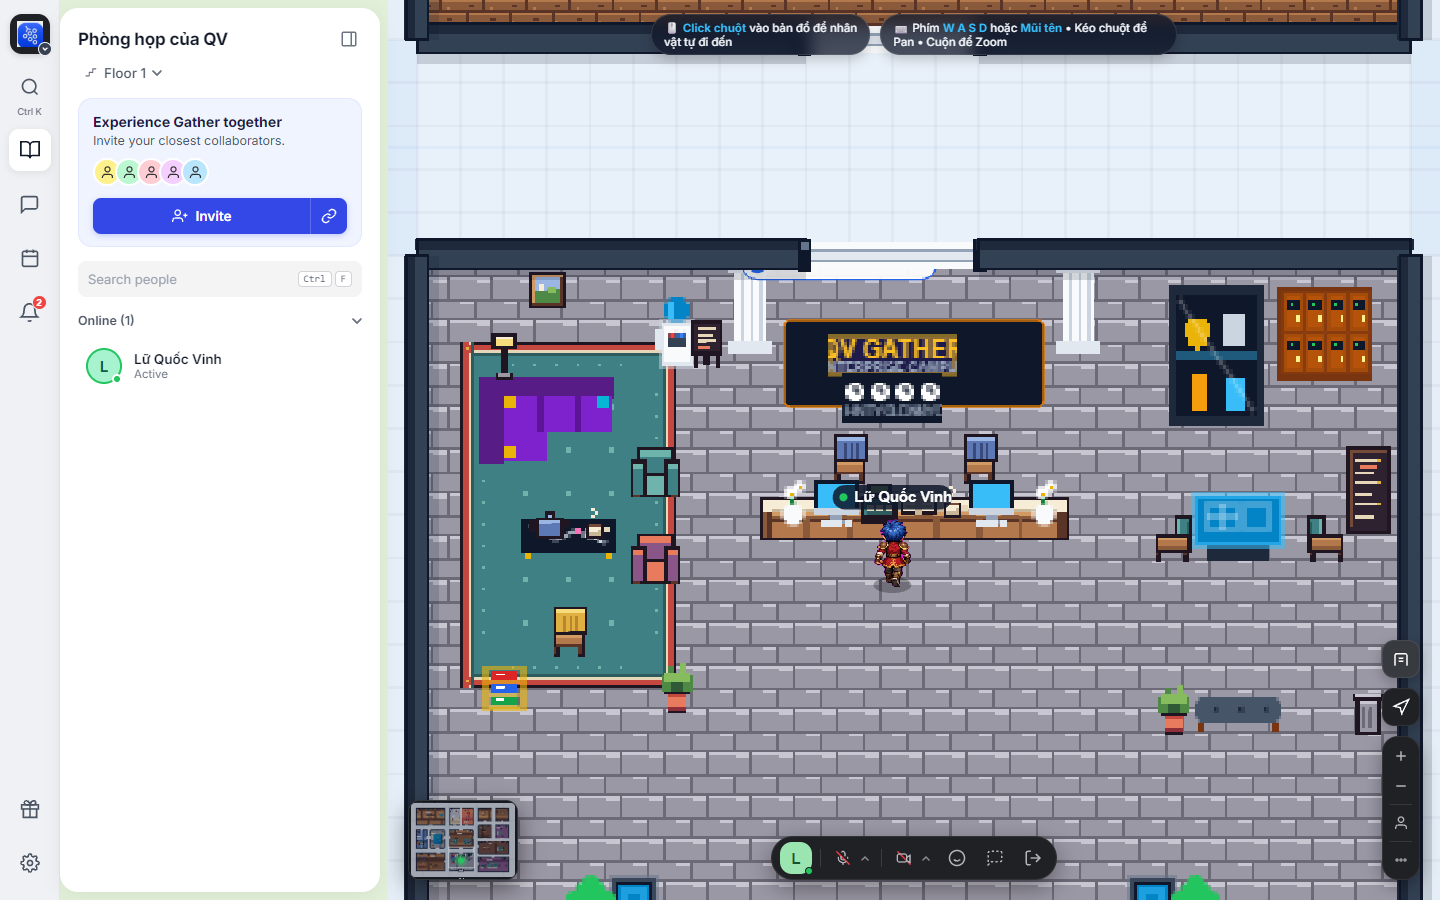 Phòng họp của QV
Floor 1
Ctrl K
Experience Gather together
Invite your closest collaborators.
Invite
Search people
Ctrl F
2
Online (1)
L
Lữ Quốc Vinh
Active
Click chuột vào bản đồ để nhân
vật tự đi đến
Phím W A S D hoặc Mũi tên • Kéo chuột để
Pan • Cuộn để Zoom
QV GATHER
Lữ Quốc Vinh
L